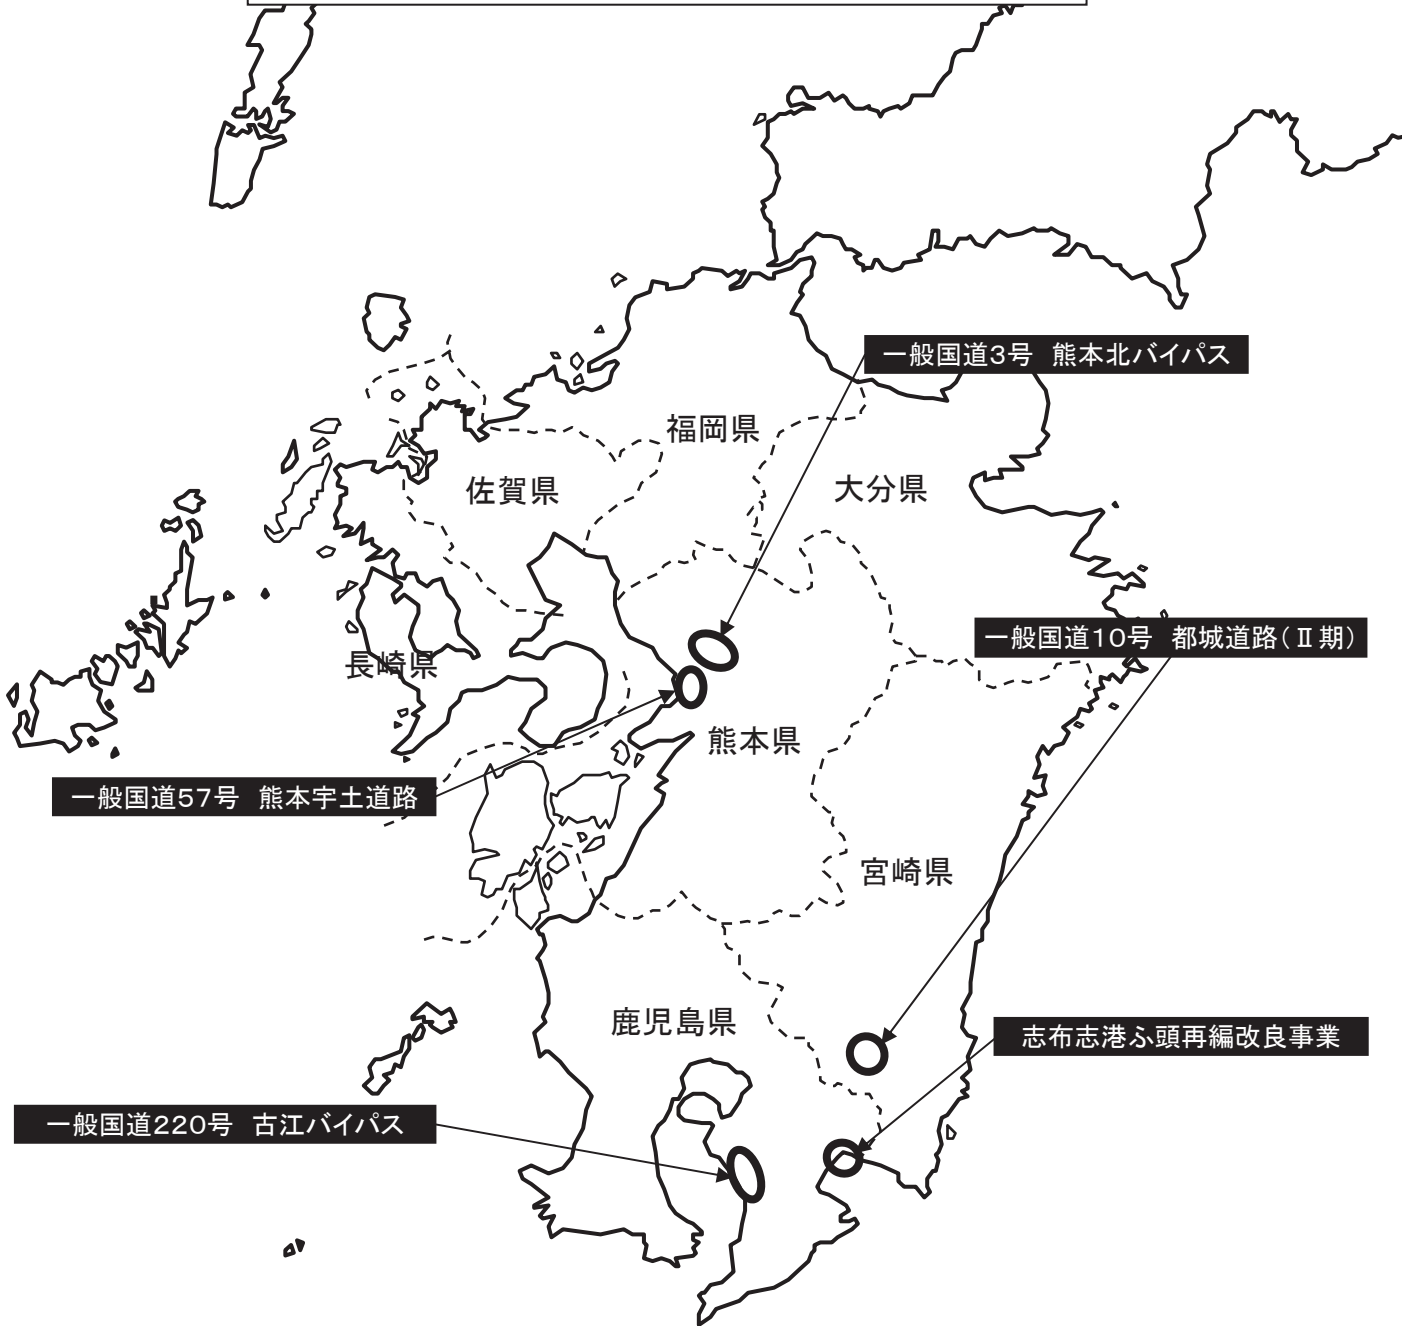 一般国道3号 熊本北バイパス
福岡県
佐賀県
大分県
一般国道10号 都城道路(Ⅱ期)
長崎県
熊本県
一般国道57号 熊本宇土道路
宮崎県
鹿児島県
志布志港ふ頭再編改良事業
一般国道220号 古江バイパス